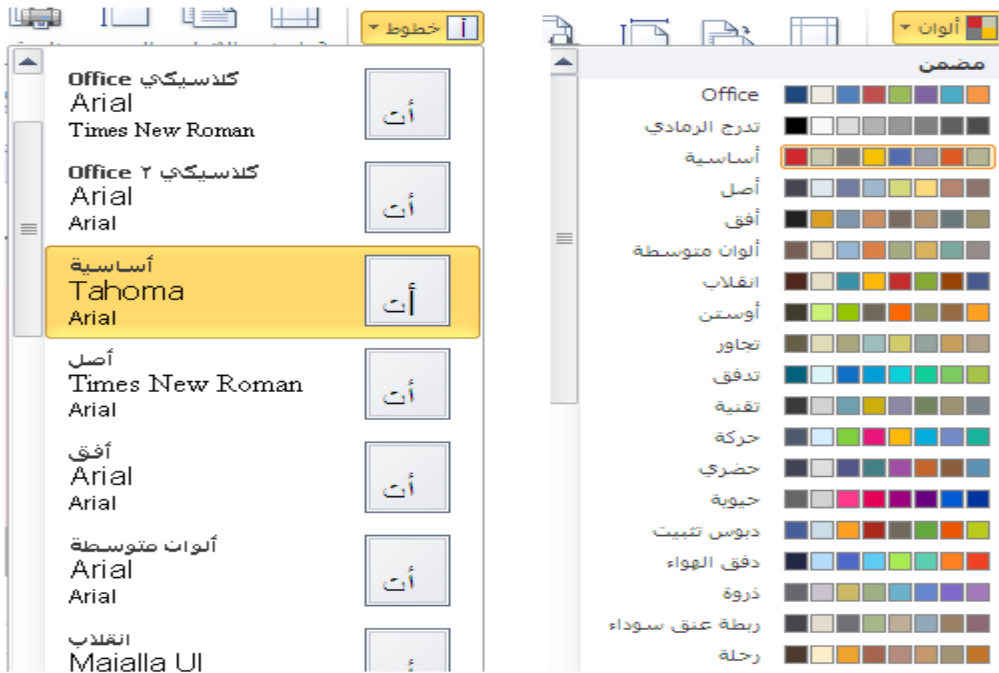 ألوان
مضمن
Office
تدرج الرمادي
أساسية
أصل
أفق
ألوان متوسطة
انقلاب
أوستن
تجاور
تدفق
تقنية
حركة
حضري
حيوية
دبوس تثبيت
دفق الهواء
ذروة
ربطة عنق سوداء
رحلة
خطوط
أ
كلاسيكي Office
Arial
Times New Roman
أت
كلاسيكي ٢ Office
Arial
Arial
أت
أساسية
Tahoma
Arial
أت
أصل
Times New Roman
Arial
أت
أفق
Arial
Arial
أت
ألوان متوسطة
Arial
Arial
أت
انقلاب
Majalla UI